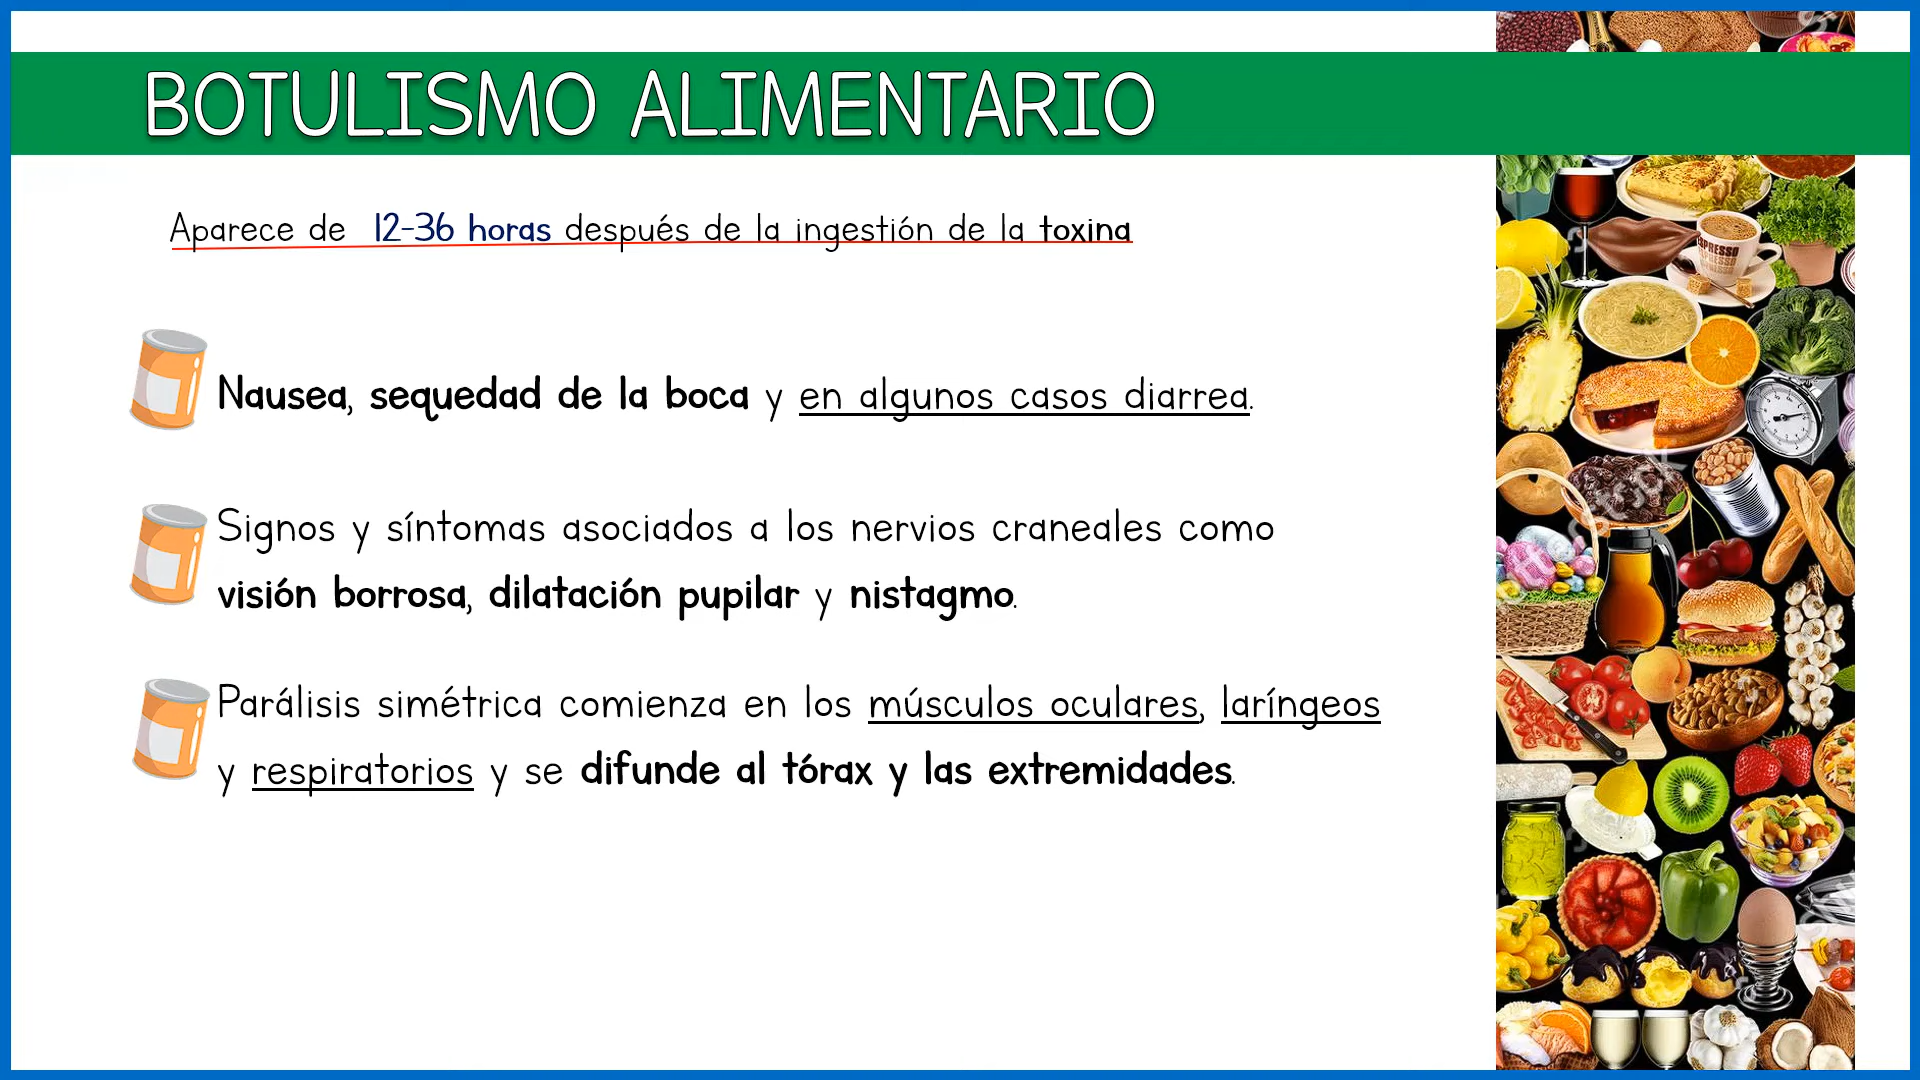 BOTULISMO ALIMENTARIO
Aparece de 12-36 horas después de la ingestión de la toxina
Nausea, sequedad de la boca y en algunos casos diarrea.
Signos y síntomas asociados a los nervios craneales como
visión borrosa, dilatación pupilar y nistagmo.
Parálisis simétrica comienza en los músculos oculares, laríngeos
y respiratorios y se difunde al tórax y las extremidades.
ESPRESSO